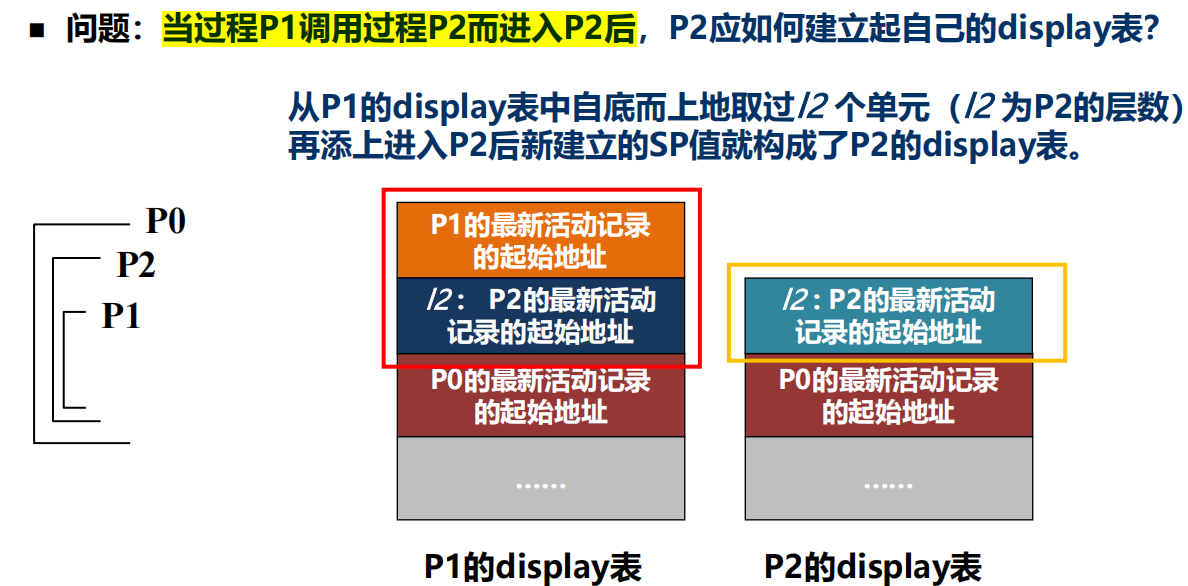 ■ 问题：当过程P1调用过程P2而进入P2后，P2应如何建立起自己的display表？
从P1的display表中自底而上地取过l2 个单元（l2 为P2的层数）
再添上进入P2后新建立的SP值就构成了P2的display表。
P0
P2
P1
P1的最新活动记录
的起始地址
l2： P2的最新活动
记录的起始地址
P0的最新活动记录
的起始地址
……
P1的display表
l2：P2的最新活动
记录的起始地址
P0的最新活动记录
的起始地址
……
P2的display表